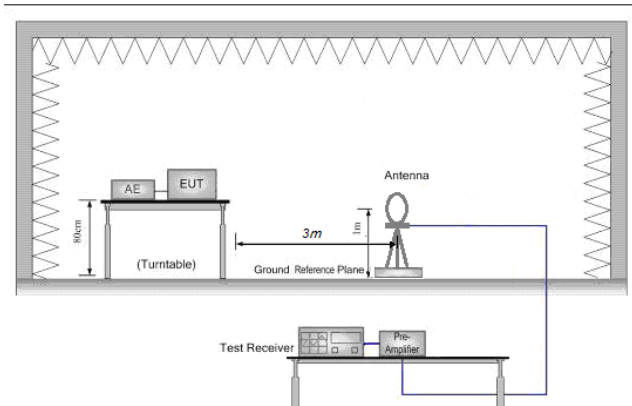 Antenna
AE
EUT
80cm
3m
1m
(Turntable)
Ground Reference Plane
Test Receiver
Pre-
Amplifier